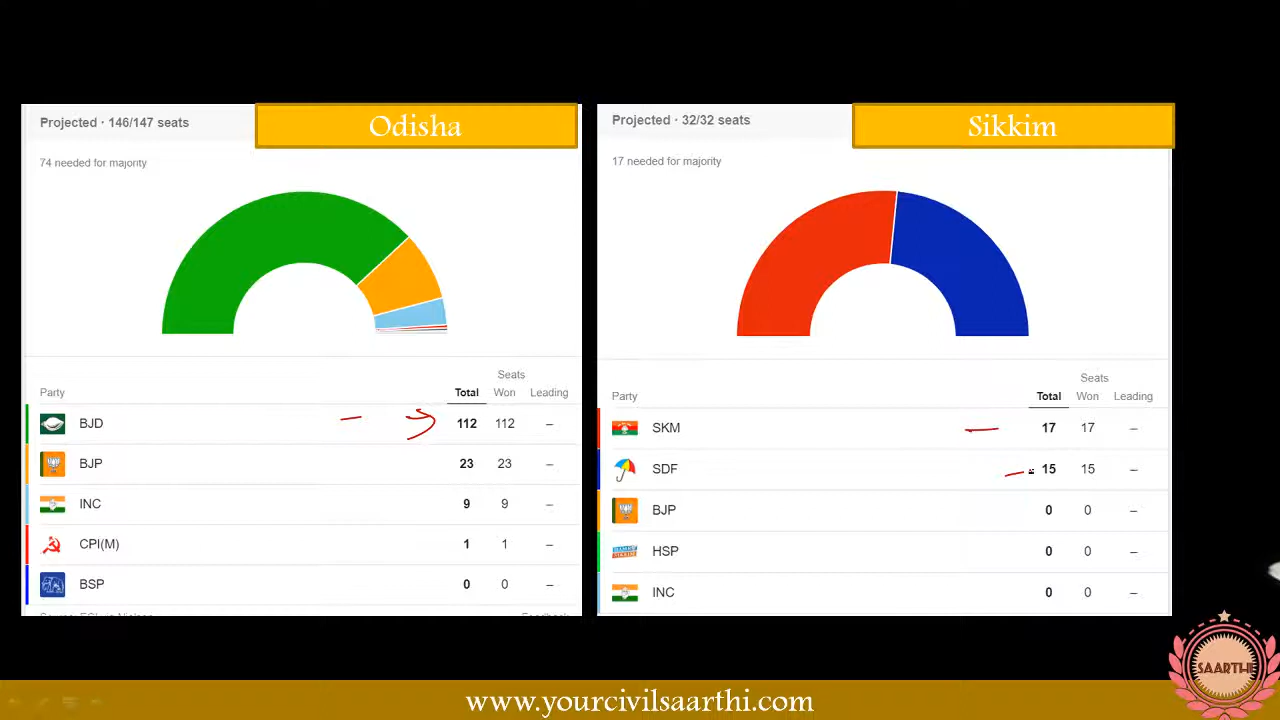 Projected · 146/147 seats
Odisha
74 needed for majority
Seats
Party Total Won Leading
BJD 112 112 –
BJP 23 23 –
INC 9 9 –
CPI(M) 1 1 –
BSP 0 0 –
Projected · 32/32 seats
Sikkim
17 needed for majority
Seats
Party Total Won Leading
SKM 17 17 –
SDF 15 15 –
BJP 0 0 –
HSP 0 0 –
INC 0 0 –
SAARTHI
www.yourcivilsaarthi.com